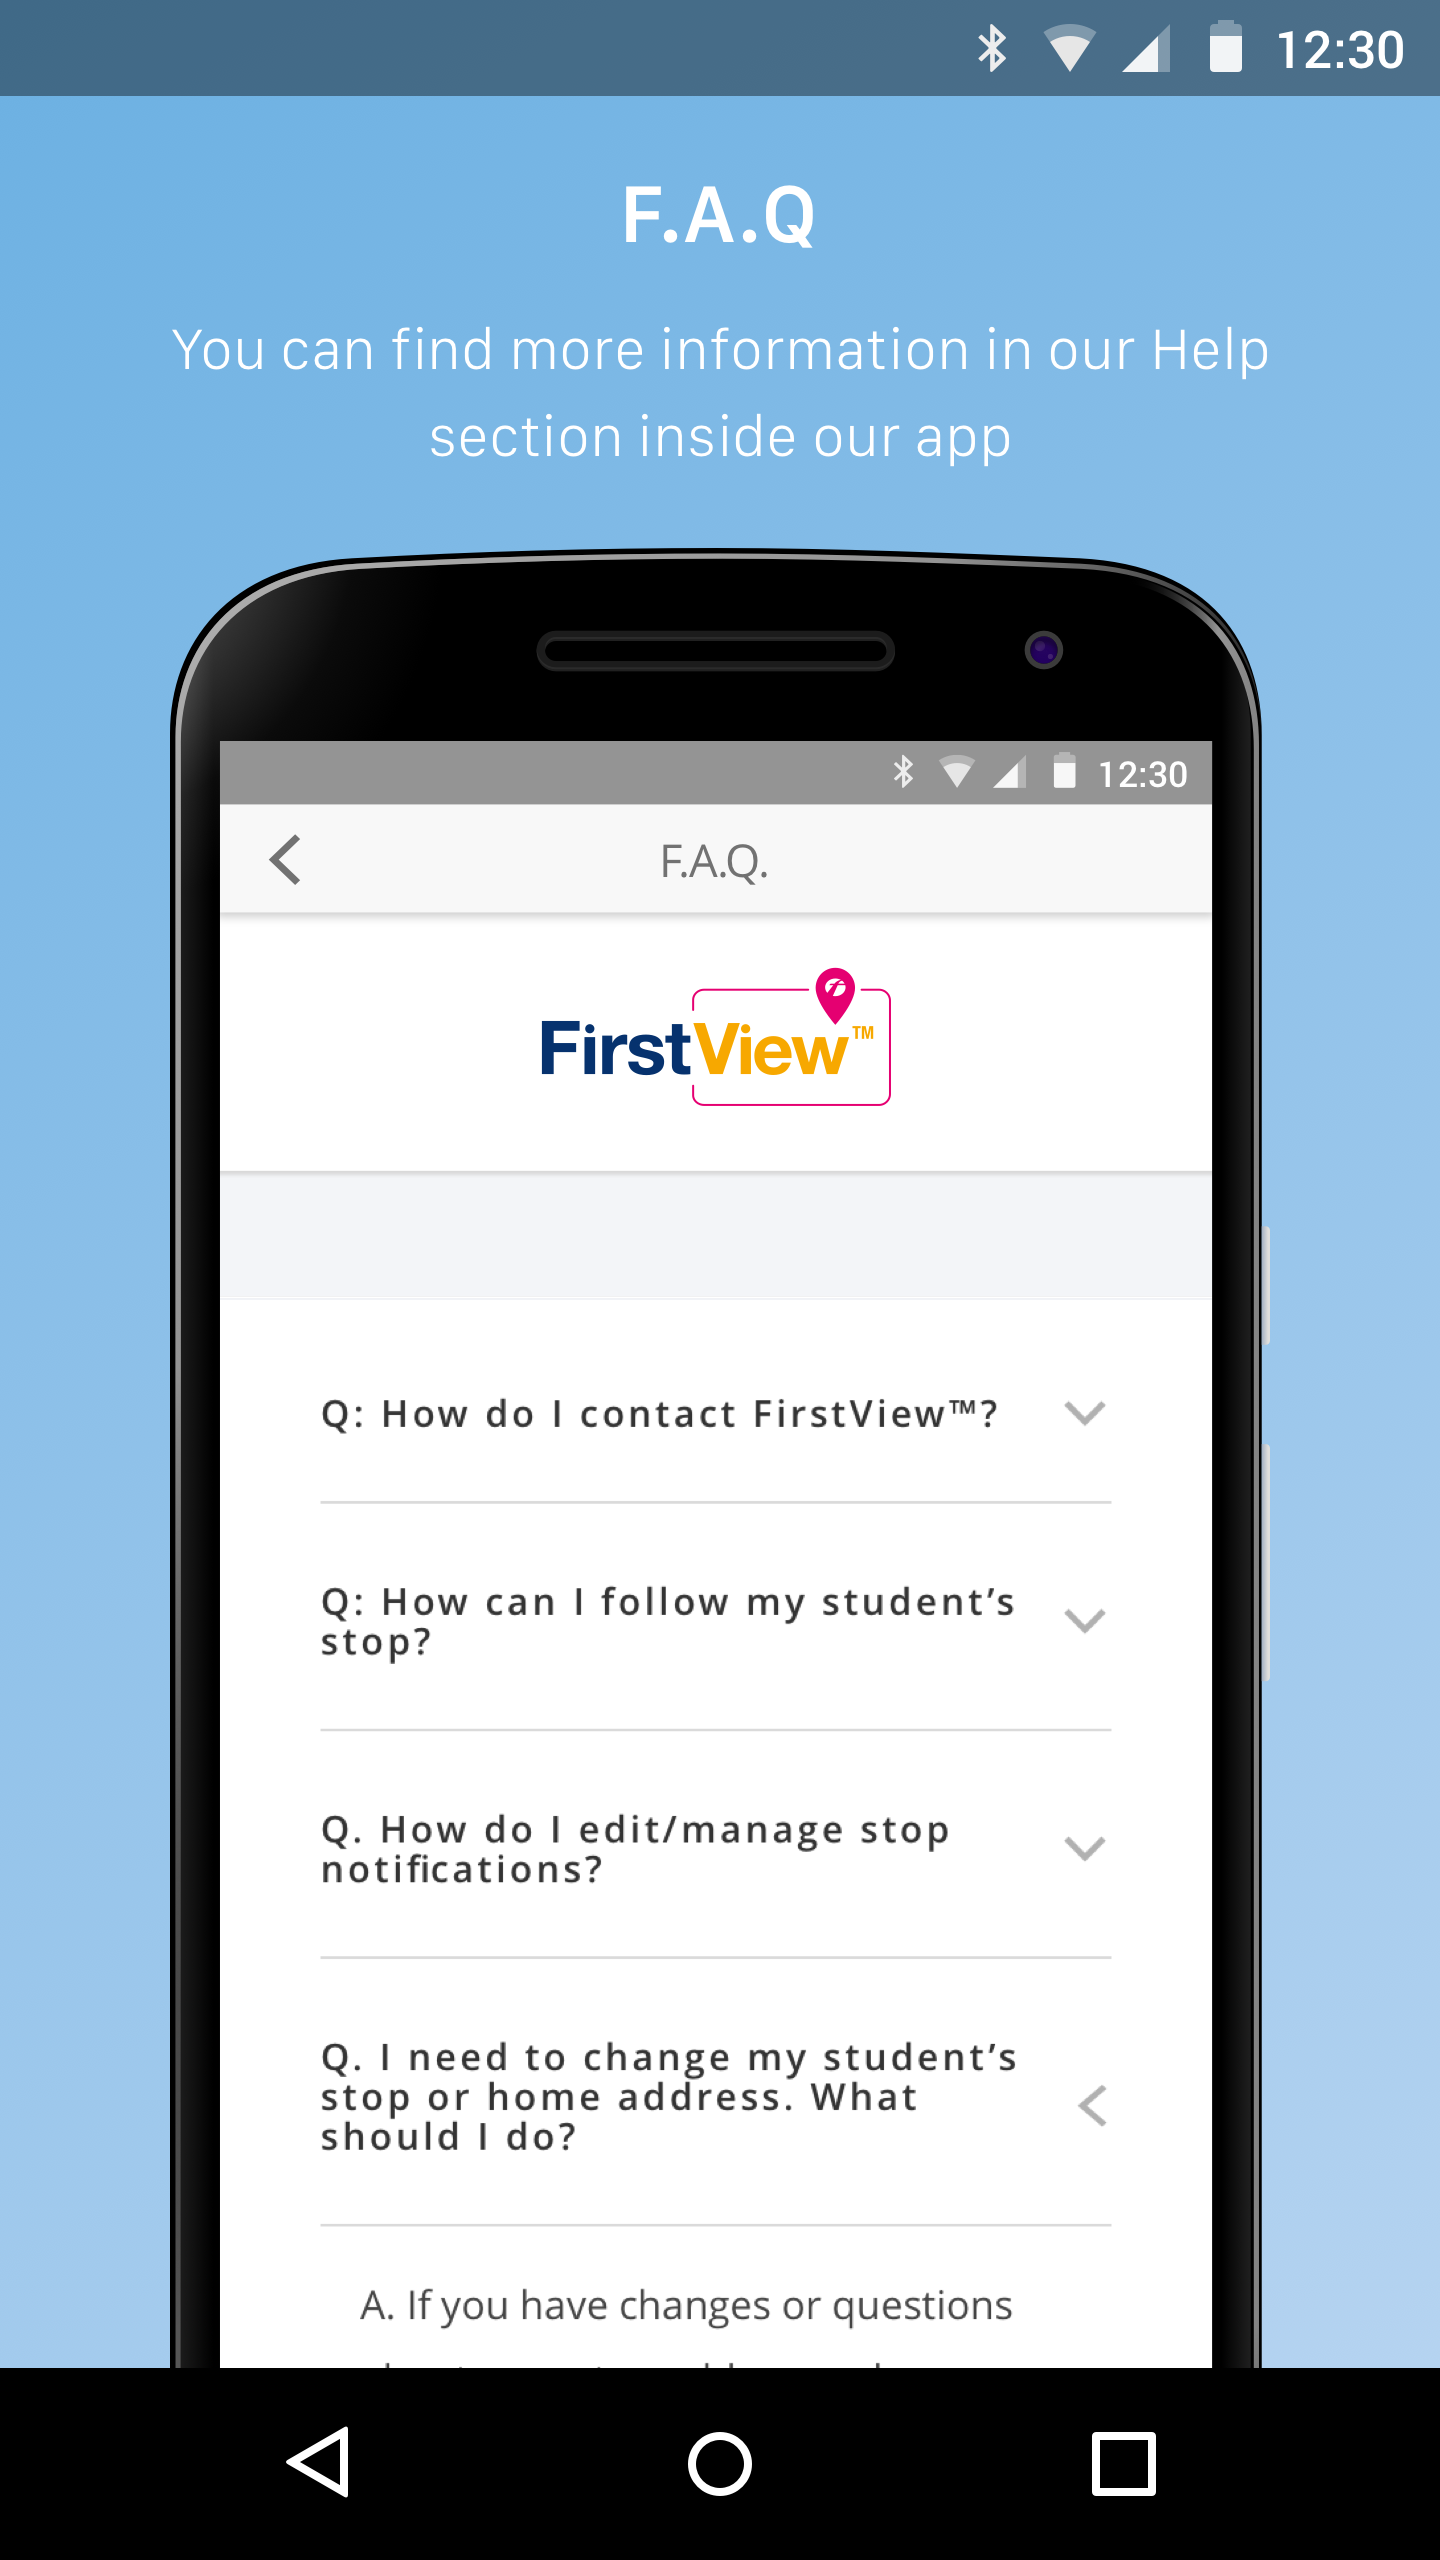 12:30
F.A.Q
You can find more information in our Help
section inside our app
12:30
F.A.Q.
FirstView™
Q: How do I contact FirstView™?
Q: How can I follow my student’s
stop?
Q. How do I edit/manage stop
notifications?
Q. I need to change my student’s
stop or home address. What
should I do?
A. If you have changes or questions